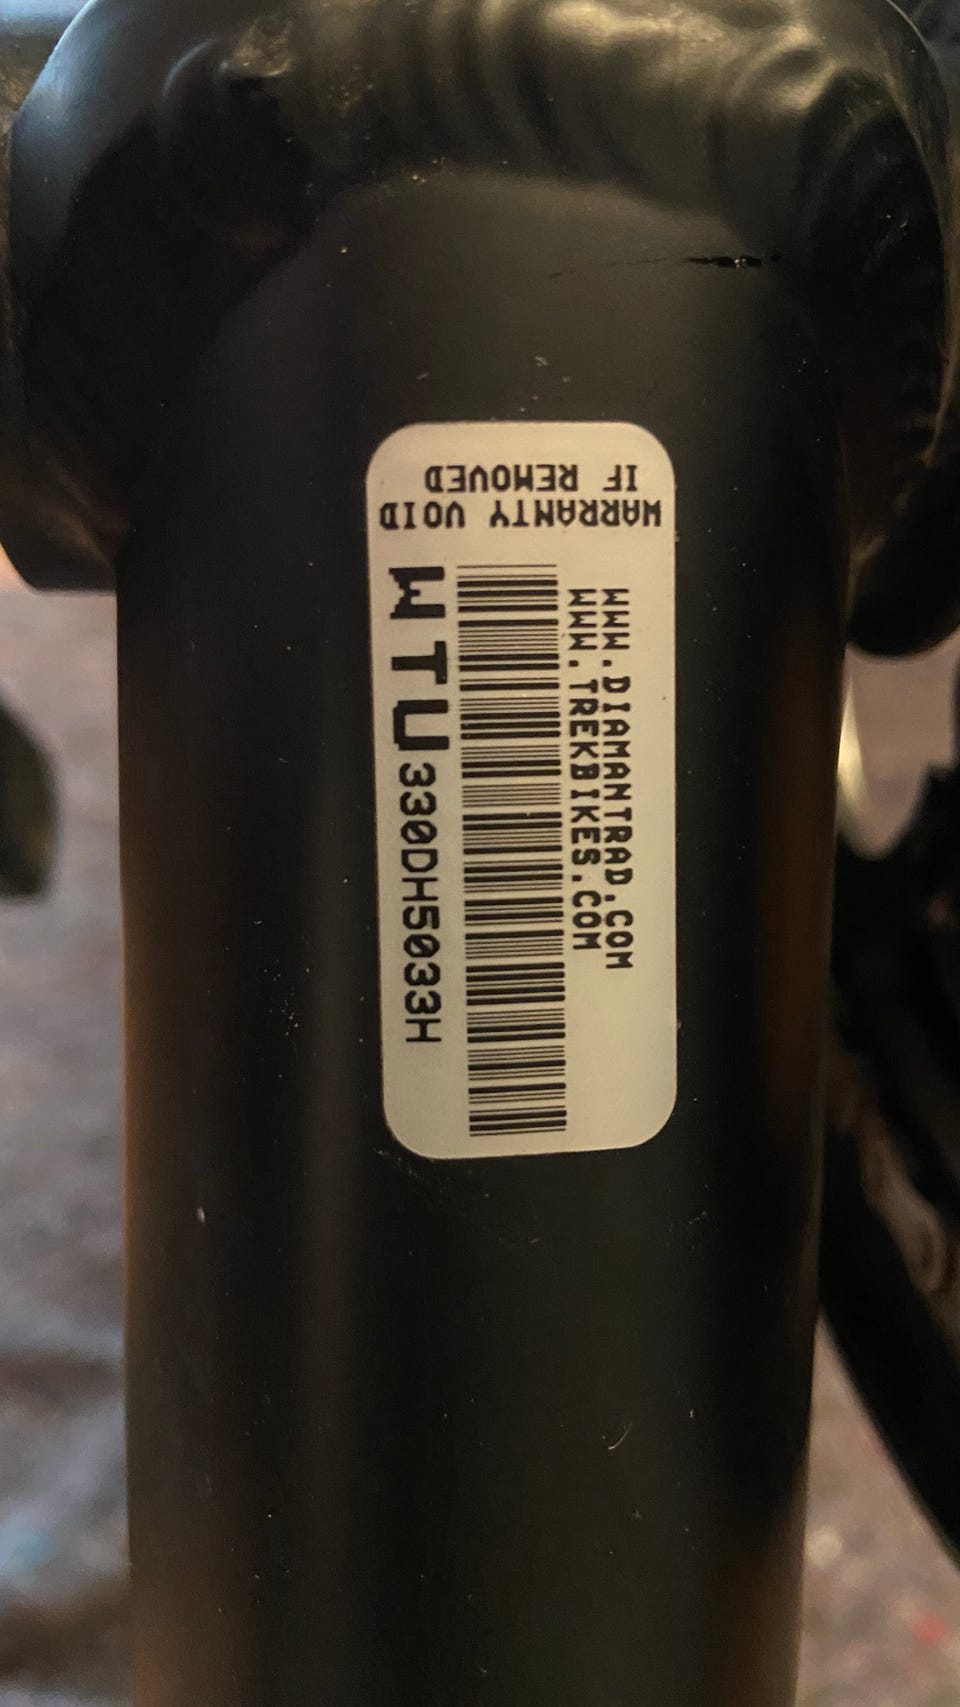 WARRANTY VOID
IF REMOVED
WWW.DIAMANTRAD.COM
WWW.TREKBIKES.COM
WTU330DH5033H